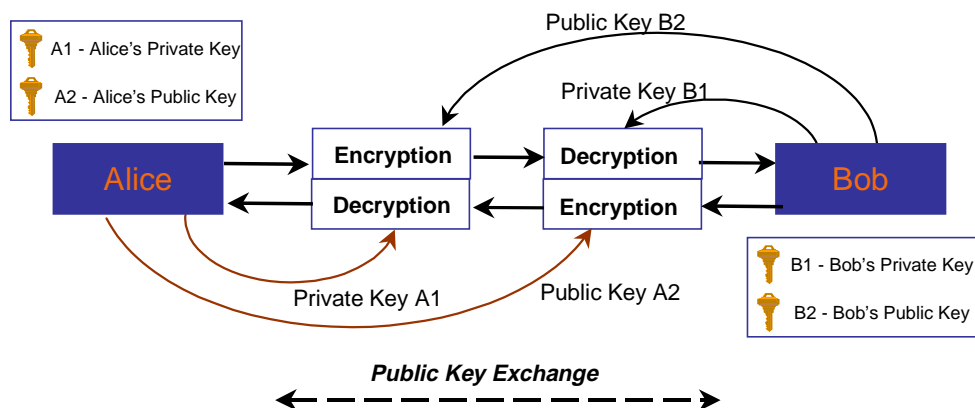 Public Key B2
A1 - Alice's Private Key
A2 - Alice's Public Key
Private Key B1
Encryption
Decryption
Alice
Bob
Decryption
Encryption
B1 - Bob's Private Key
Private Key A1
Public Key A2
B2 - Bob's Public Key
Public Key Exchange